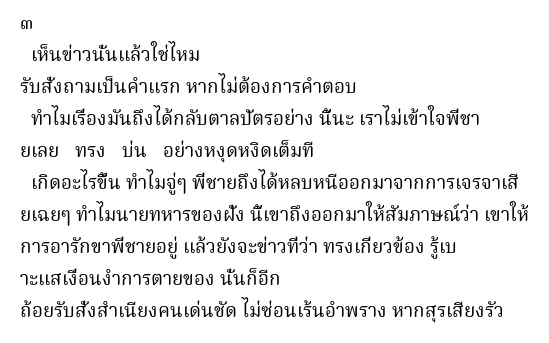 ๓
เห็นข่าวนั่นแล้วใช่ไหม
รับสั่งถามเป็นคำแรก หากไม่ต้องการคำตอบ
ทำไมเรื่องมันถึงได้กลับตาลปัตรอย่าง นี้นะ เราไม่เข้าใจพี่ชา
ยเลย ทรง บ่น อย่างหงุดหงิดเต็มที่
เกิดอะไรขึ้น ทำไมจู่ๆ พี่ชายถึงได้หลบหนีออกมาจากการเจรจาเสี
ยเฉยๆ ทำไมนายทหารของฝั่ง นี้เขาถึงออกมาให้สัมภาษณ์ว่า เขาให้
การอารักขาพี่ชายอยู่ แล้วยังจะข่าวที่ว่า ทรงเกี่ยวข้อง รู้เบ
าะแสเงื่อนงำการตายของ นั่นก็อีก
ถ้อยรับสั่งสำเนียงคนเด่นชัด ไม่ซ่อนเร้นอำพราง หากสุรเสียงรัว